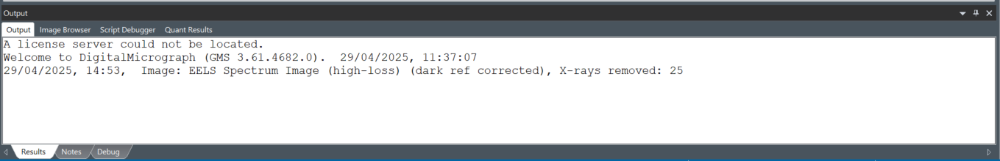 Output
Output Image Browser Script Debugger Quant Results
A license server could not be located.
Welcome to DigitalMicrograph (GMS 3.61.4682.0).  29/04/2025, 11:37:07
29/04/2025, 14:53,  Image: EELS Spectrum Image (high-loss) (dark ref corrected), X-rays removed: 25
Results Notes Debug